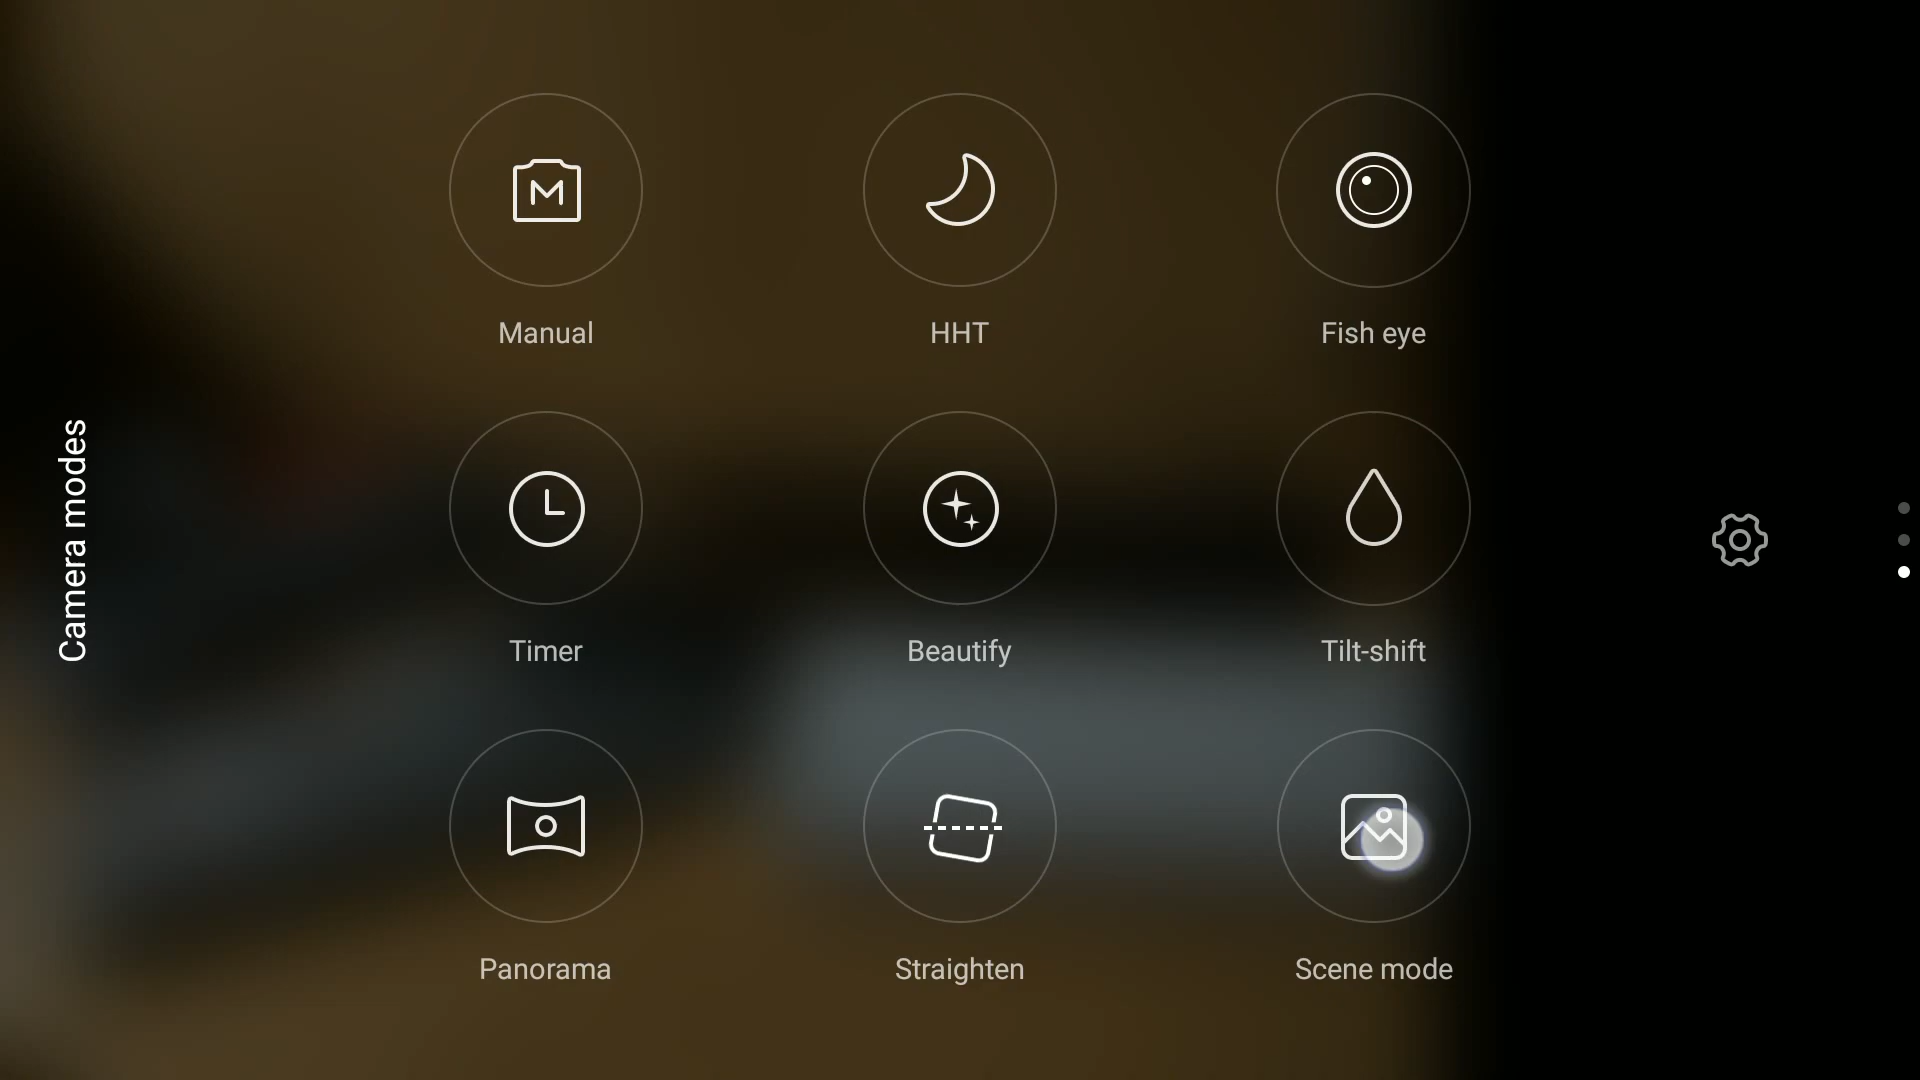 Camera modes
Manual
HHT
Fish eye
Timer
Beautify
Tilt-shift
Panorama
Straighten
Scene mode